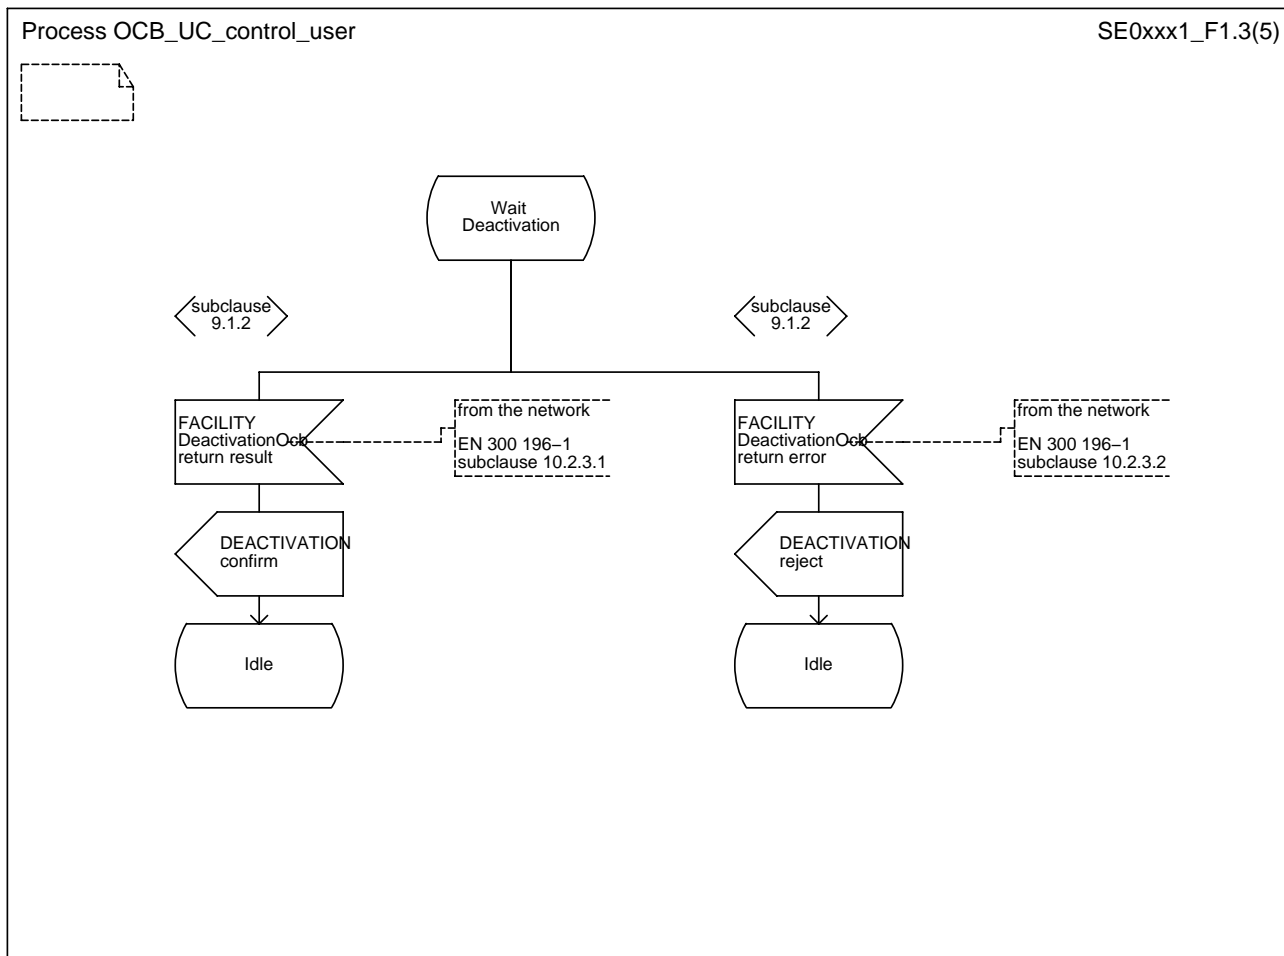 Process OCB_UC_control_user
SE0xxx1_F1.3(5)
Wait
Deactivation
subclause
9.1.2
subclause
9.1.2
FACILITY
DeactivationOcb
return result
from the network
EN 300 196–1
subclause 10.2.3.1
FACILITY
DeactivationOcb
return error
from the network
EN 300 196–1
subclause 10.2.3.2
DEACTIVATION
confirm
DEACTIVATION
reject
Idle
Idle